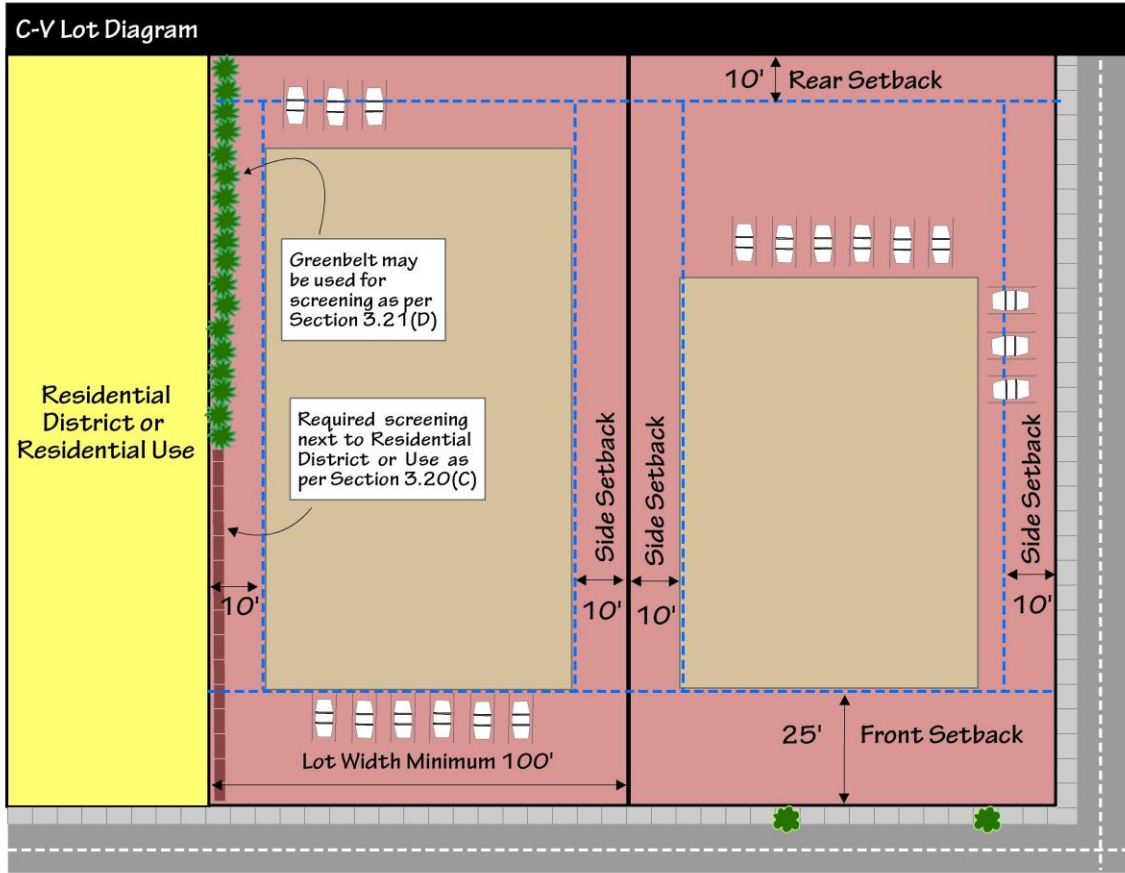 C-V Lot Diagram
10' Rear Setback
Greenbelt may
be used for
screening as per
Section 3.21(D)
Residential
District or
Residential Use
Required screening
next to Residential
District or Use as
per Section 3.20(C)
Side Setback
Side Setback
Side Setback
10'
10'
10'
10'
25' Front Setback
Lot Width Minimum 100'